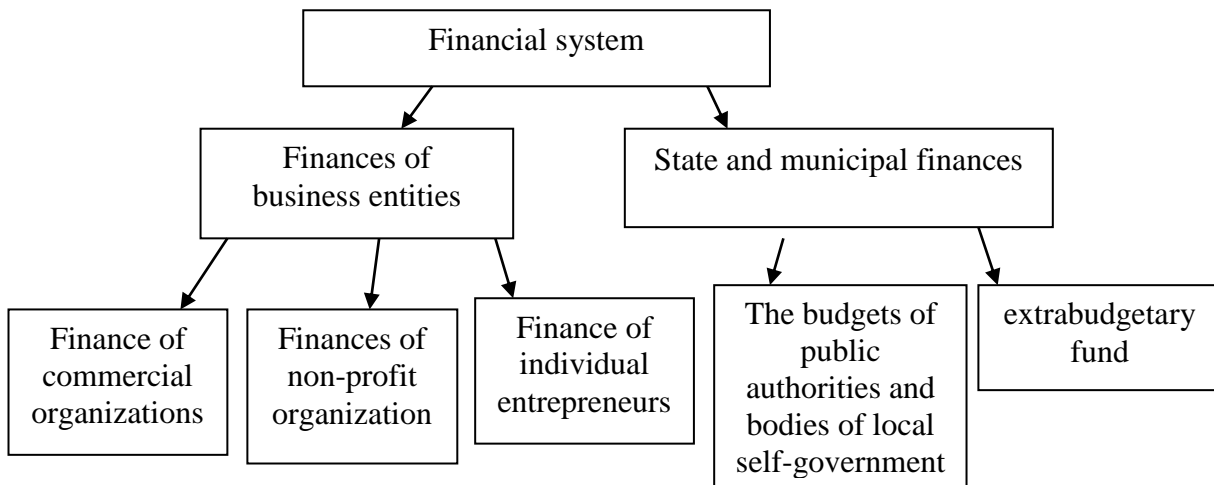 Financial system
Finances of
business entities
State and municipal finances
Finance of
commercial
organizations
Finances of
non-profit
organization
Finance of
individual
entrepreneurs
The budgets of
public
authorities and
bodies of local
self-government
extrabudgetary
fund